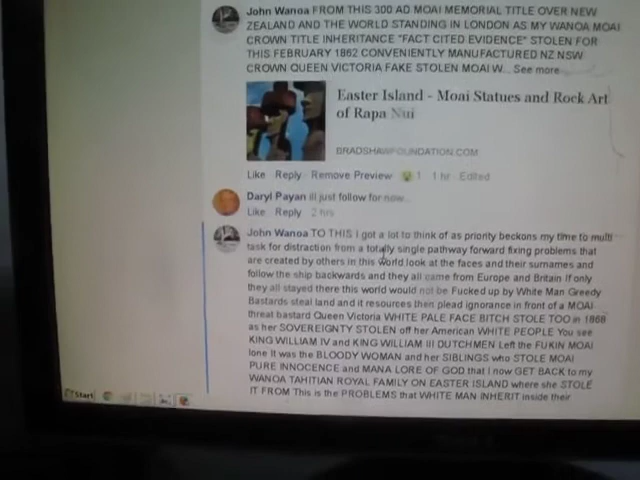 John Wanoa FROM THIS 300 AD MOAI MEMORIAL TITLE OVER NEW
ZEALAND AND THE WORLD STANDING IN LONDON AS MY WANOA MOAI
CROWN TITLE INHERITANCE "FACT CITED EVIDENCE" STOLEN FOR
THIS FEBRUARY 1862 CONVENIENTLY MANUFACTURED NZ NSW
CROWN QUEEN VICTORIA FAKE STOLEN MOAI W... See more
Easter Island - Moai Statues and Rock Art
of Rapa Nui
BRADSHAWFOUNDATION.COM
Like Reply Remove Preview 1 1 hr Edited
Daryl Payan ill just follow for now...
Like Reply 2 hrs
John Wanoa TO THIS I got a lot to think of as priority beckons my time to multi
task for distraction from a totally single pathway forward fixing problems that
are created by others in this world look at the faces and their surnames and
follow the ship backwards and they all came from Europe and Britain If only
they all stayed there this world would not be Fucked up by White Man Greedy
Bastards steal land and it resources then plead ignorance in front of a MOAI
threat bastard Queen Victoria WHITE PALE FACE BITCH STOLE TOO in 1868
as her SOVEREIGNTY STOLEN off her American WHITE PEOPLE You see
KING WILLIAM IV and KING WILLIAM III DUTCHMEN Left the FUKIN MOAI
lone It was the BLOODY WOMAN and her SIBLINGS who STOLE MOAI
PURE INNOCENCE and MANA LORE OF GOD that I now GET BACK to my
WANOA TAHITIAN ROYAL FAMILY ON EASTER ISLAND where she STOLE
IT FROM This is the PROBLEMS that WHITE MAN INHERIT inside their
Start